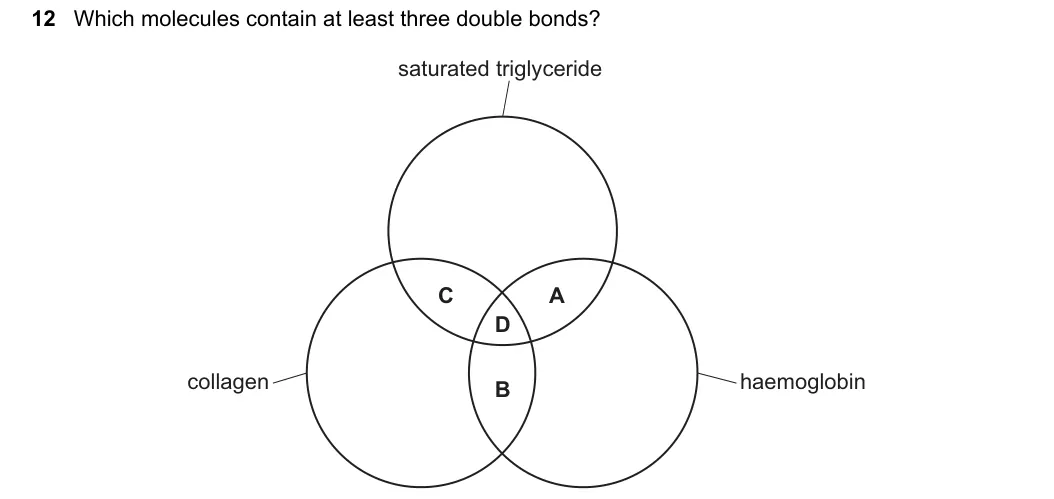 12 Which molecules contain at least three double bonds?
saturated triglyceride
C
A
D
collagen
B
haemoglobin